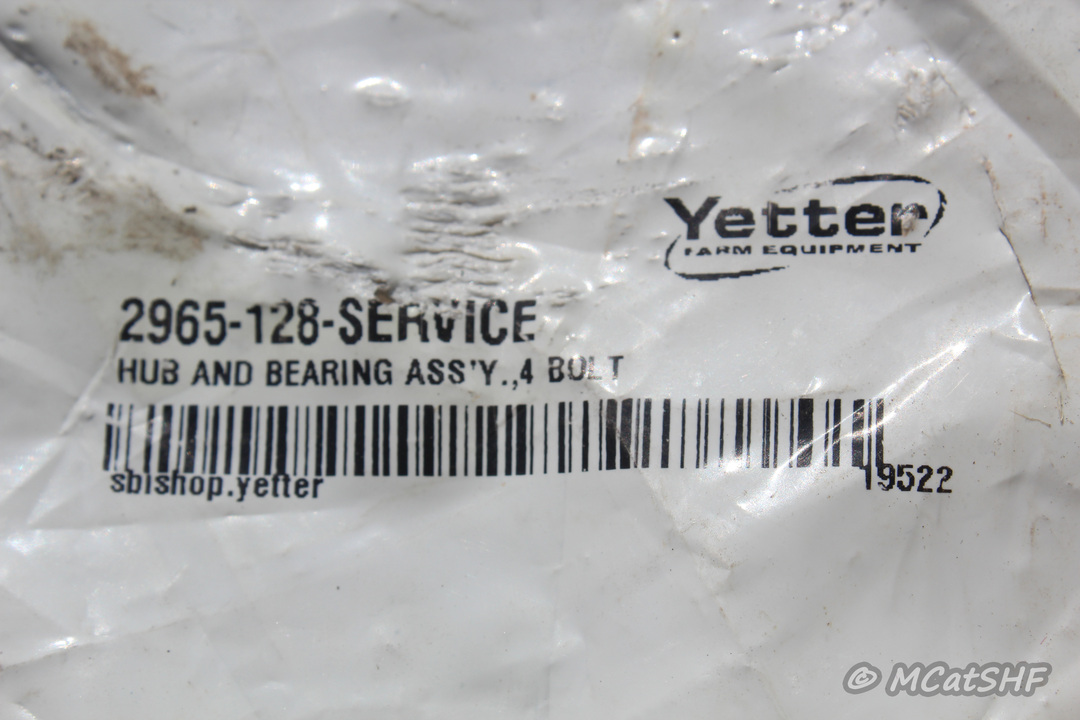 Yetter
FARM EQUIPMENT
2965-128-SERVICE
HUB AND BEARING ASS'Y.,4 BOLT
sbishop.yetter
19522
© MCatSHF